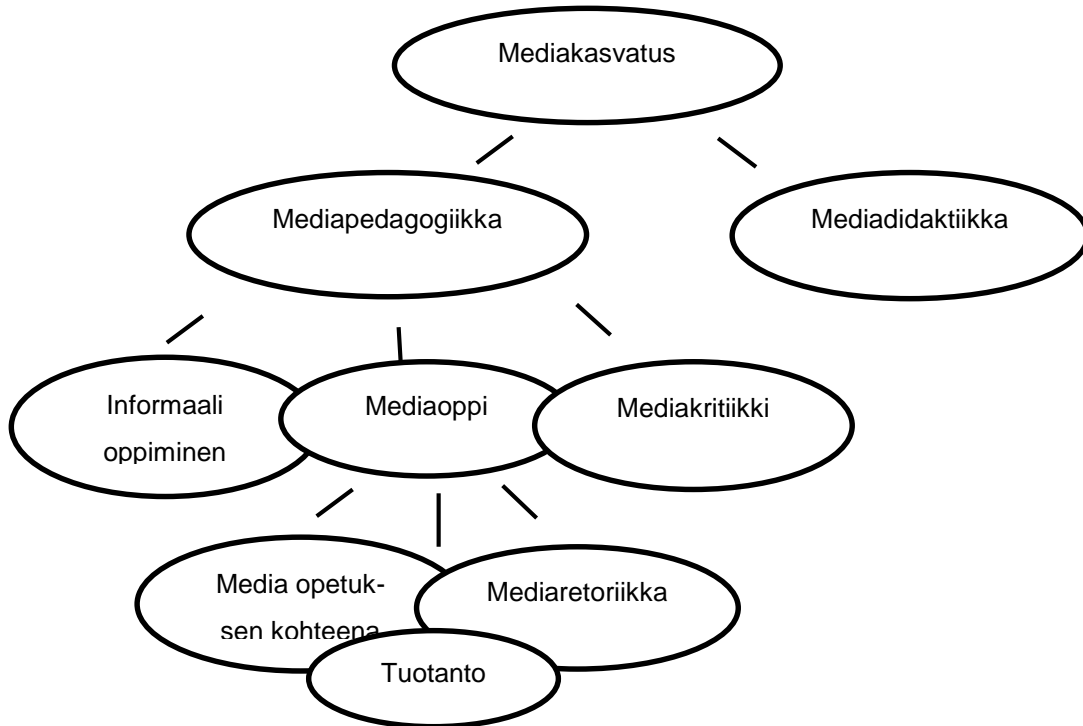 Mediakasvatus
Mediapedagogiikka
Mediadidaktiikka
Informaali
oppiminen
Mediaoppi
Mediakritiikki
Media opetuk-
sen kohteena
Mediaretoriikka
Tuotanto